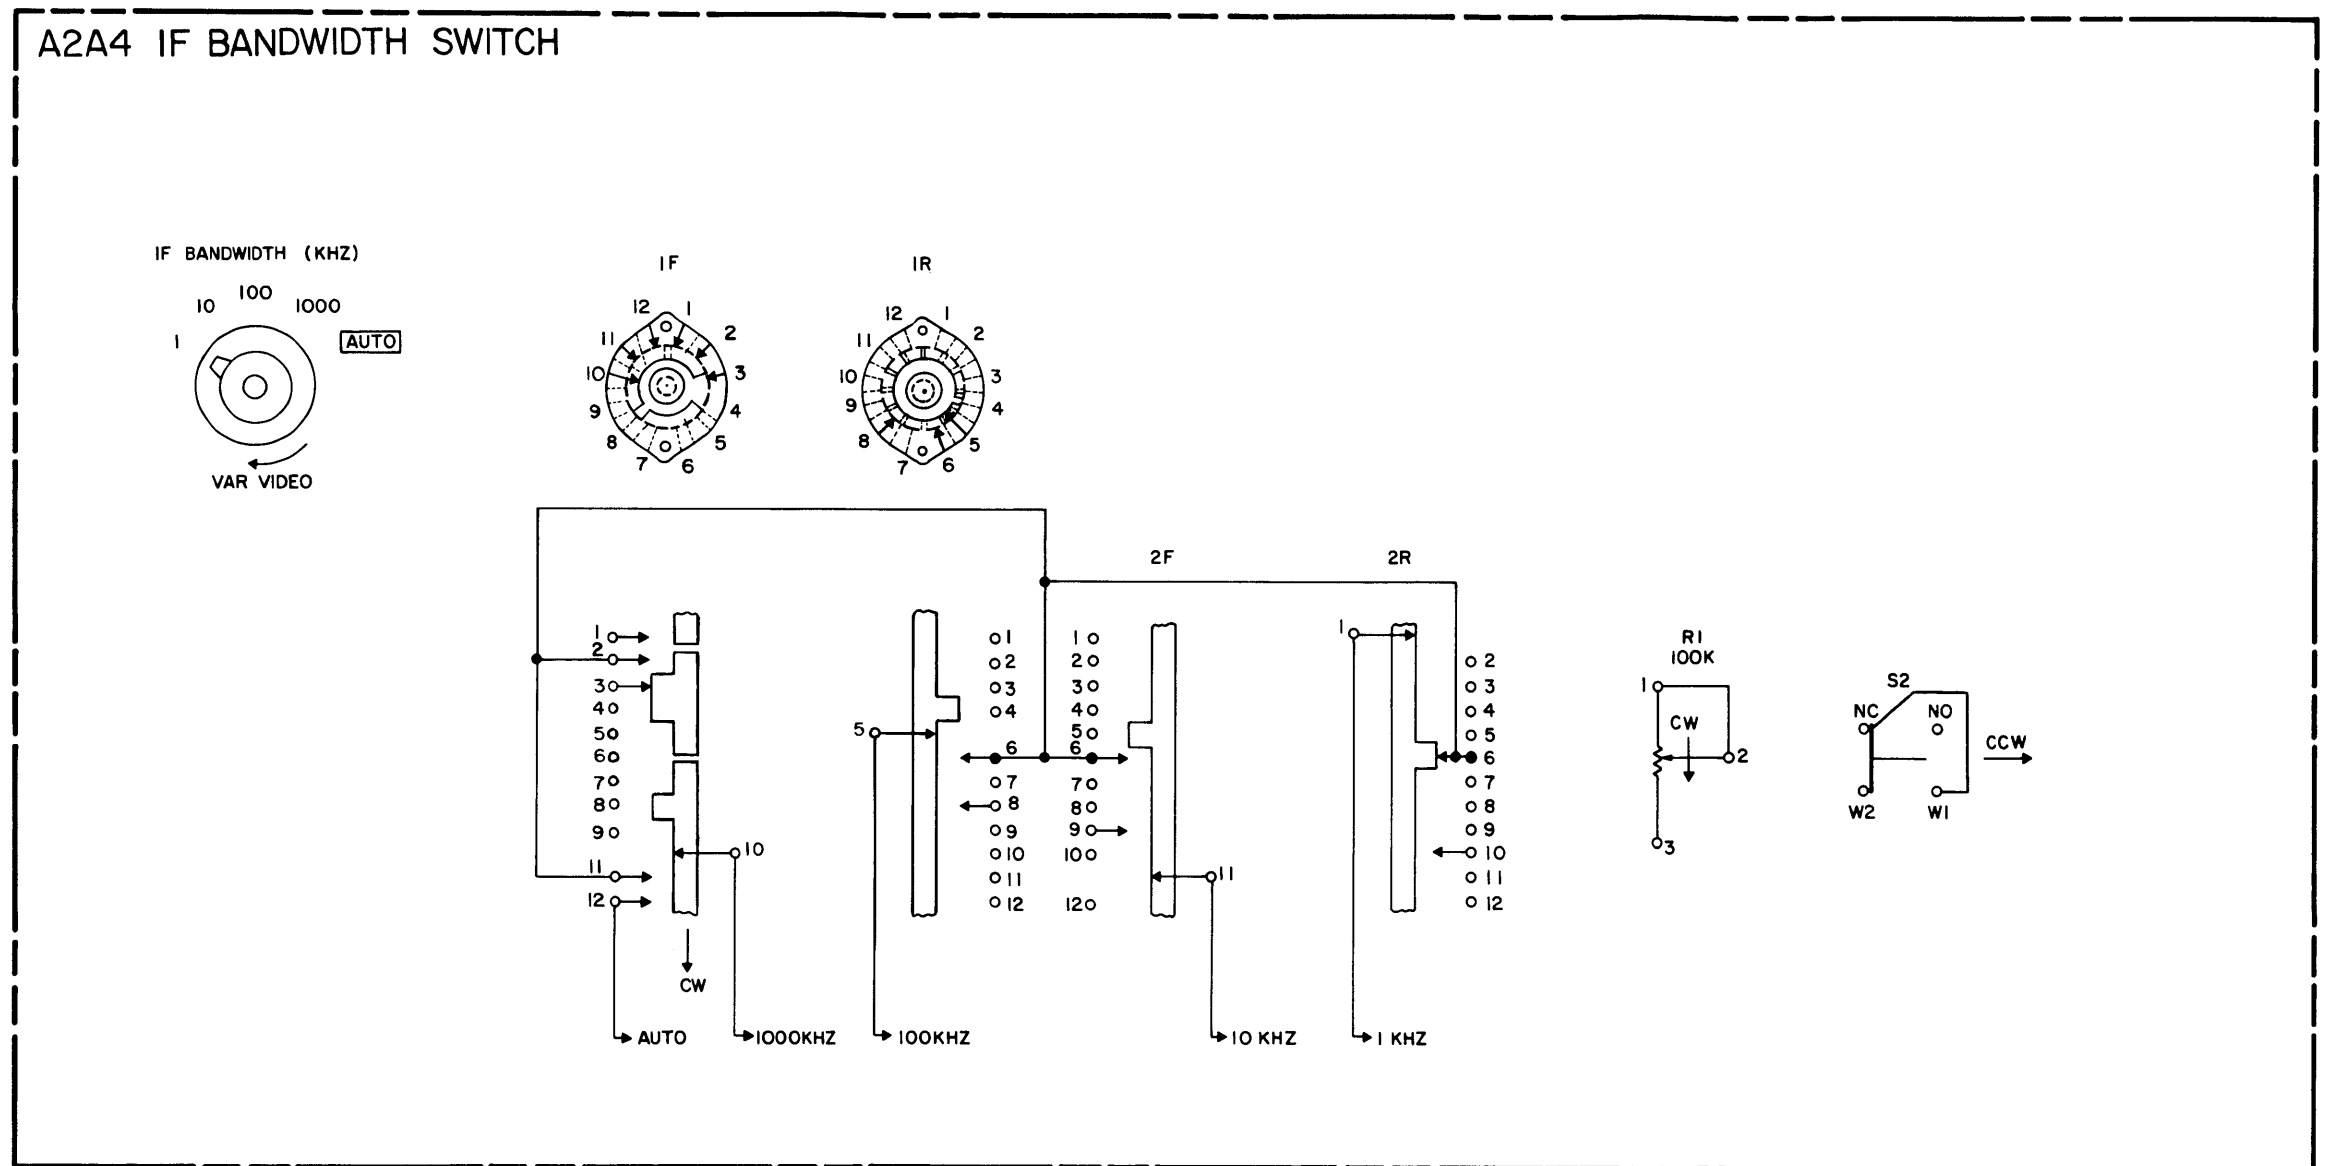 A2A4 IF BANDWIDTH SWITCH
IF BANDWIDTH (KHZ)
1 10 100 1000 AUTO
VAR VIDEO
1F
12 1 2 3 4 5 6 7 8 9 10 11
1R
12 1 2 3 4 5 6 7 8 9 10 11
1
2
3
4
5
6
7
8
9
11
12
10
CW
AUTO
1000KHZ
5
100KHZ
1
2
3
4
6
7
8
9
10
11
12
2F
1
2
3
4
5
6
7
8
9
10
12
11
10 KHZ
2R
1
1 KHZ
2
3
4
5
6
7
8
9
10
11
12
R1
100K
1
CW
2
3
S2
NC NO
CCW
W2 W1